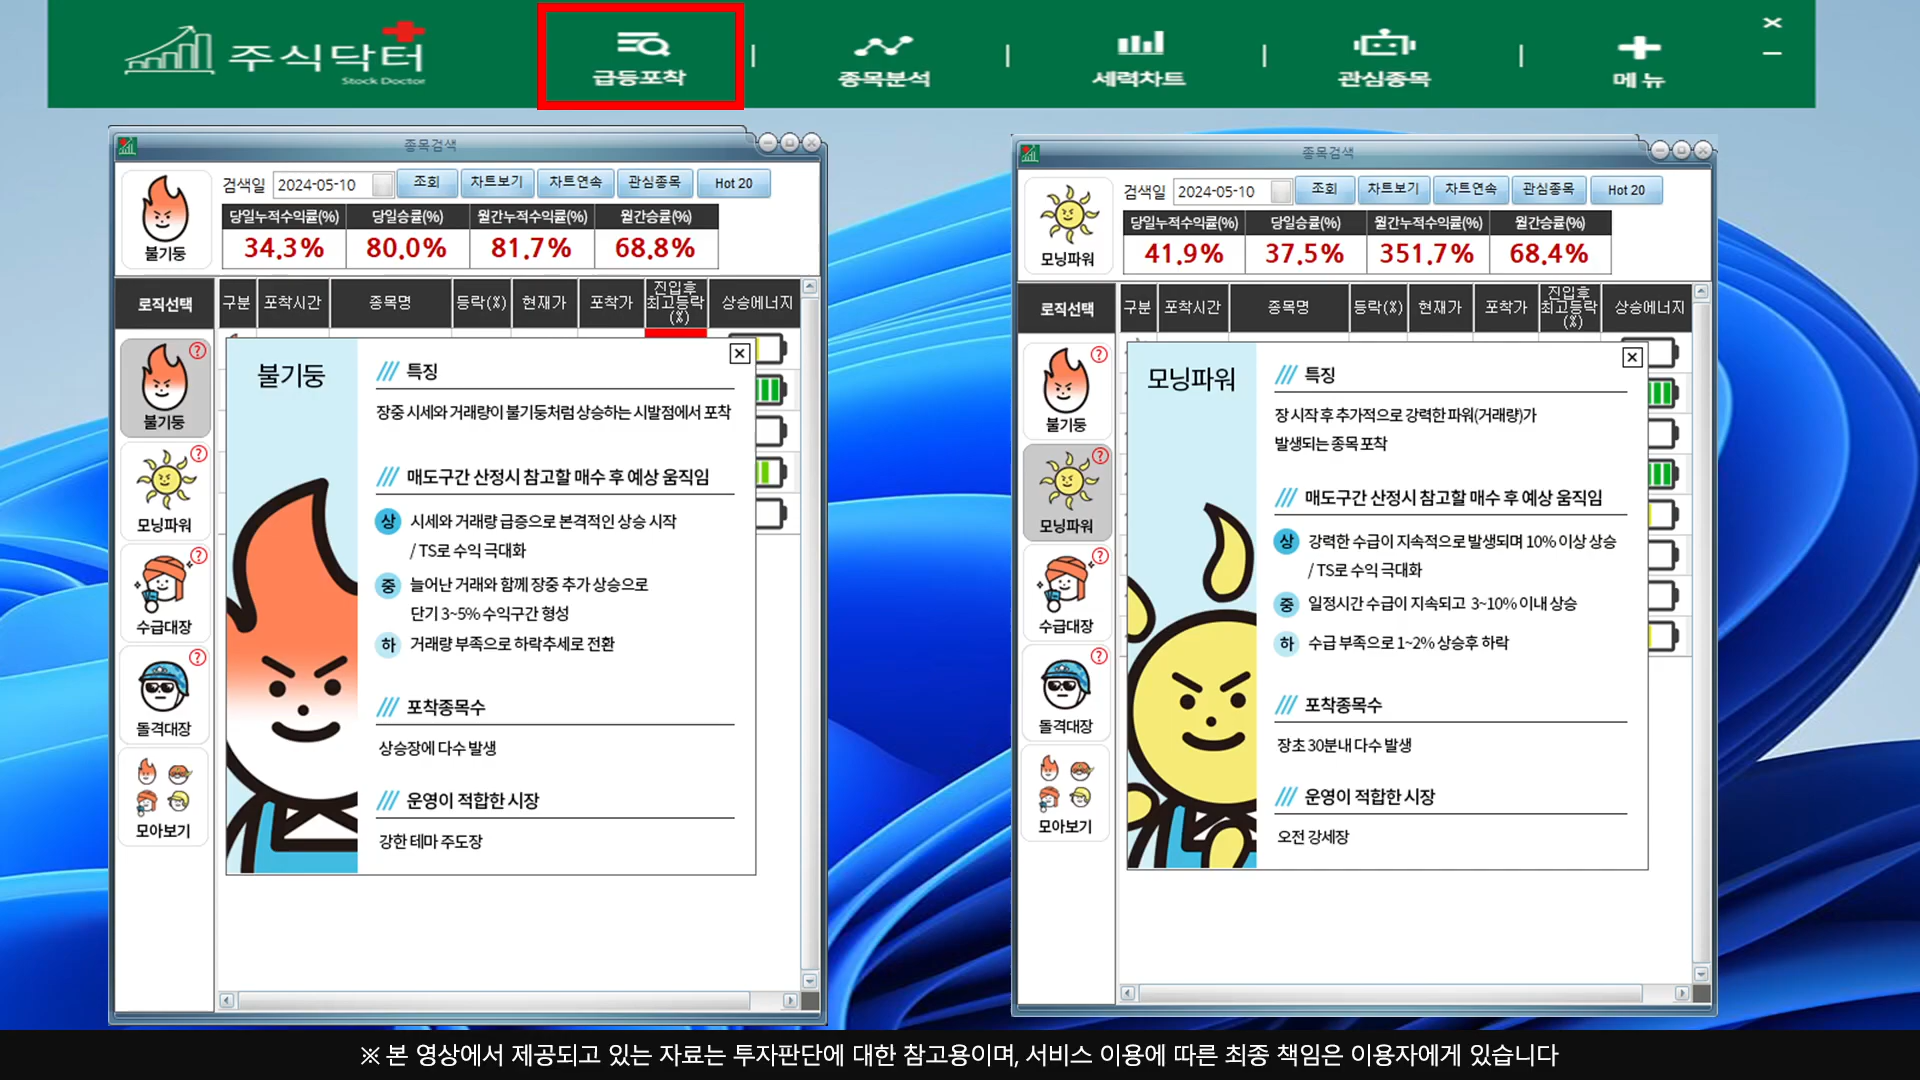 주식닥터
Stock Doctor
급등포착
종목분석
세력차트
관심종목
메뉴
종목검색
불기둥
검색일 2024-05-10 조회 차트보기 차트연속 관심종목 Hot 20
당일누적수익률(%) 당일승률(%) 월간누적수익률(%) 월간승률(%)
34.3% 80.0% 81.7% 68.8%
로직선택 구분 포착시간 종목명 등락(%) 현재가 포착가 진입후 최고등락 (%) 상승에너지
불기둥
모닝파워
수급대장
돌격대장
모아보기
불기둥
특징
장중 시세와 거래량이 불기둥처럼 상승하는 시발점에서 포착
매도구간 산정시 참고할 매수 후 예상 움직임
상 시세와 거래량 급증으로 본격적인 상승 시작
/ TS로 수익 극대화
중 늘어난 거래와 함께 장중 추가 상승으로
단기 3~5% 수익구간 형성
하 거래량 부족으로 하락추세로 전환
포착종목수
상승장에 다수 발생
운영이 적합한 시장
강한 테마 주도장
종목검색
모닝파워
검색일 2024-05-10 조회 차트보기 차트연속 관심종목 Hot 20
당일누적수익률(%) 당일승률(%) 월간누적수익률(%) 월간승률(%)
41.9% 37.5% 351.7% 68.4%
로직선택 구분 포착시간 종목명 등락(%) 현재가 포착가 진입후 최고등락 (%) 상승에너지
불기둥
모닝파워
수급대장
돌격대장
모아보기
모닝파워
특징
장 시작 후 추가적으로 강력한 파워(거래량)가
발생되는 종목 포착
매도구간 산정시 참고할 매수 후 예상 움직임
상 강력한 수급이 지속적으로 발생되며 10% 이상 상승
/ TS로 수익 극대화
중 일정시간 수급이 지속되고 3~10% 이내 상승
하 수급 부족으로 1~2% 상승후 하락
포착종목수
장초 30분내 다수 발생
운영이 적합한 시장
오전 강세장
※ 본 영상에서 제공되고 있는 자료는 투자판단에 대한 참고용이며, 서비스 이용에 따른 최종 책임은 이용자에게 있습니다